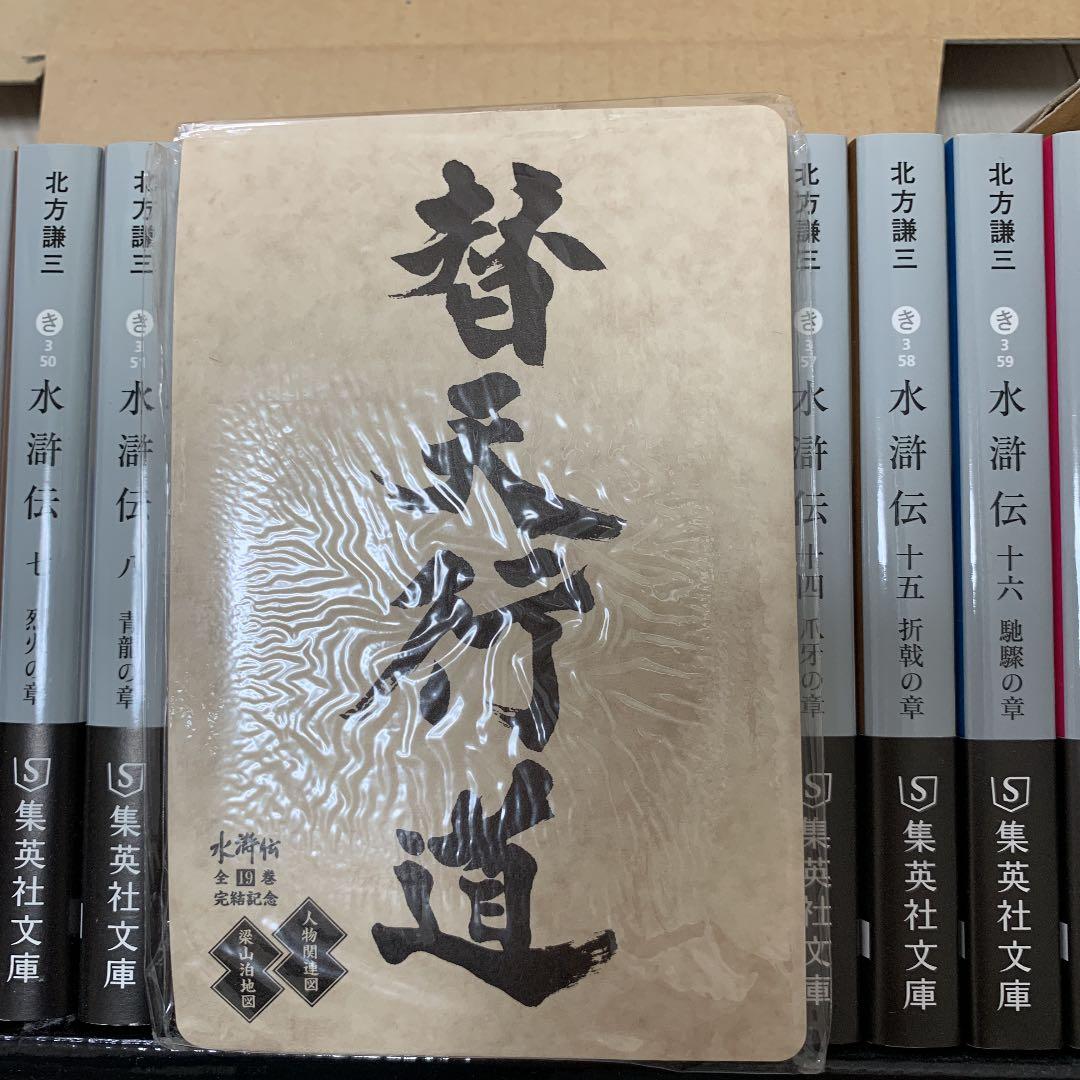 北方謙三
き
3
50
水滸伝 七 烈火の章
集英社文庫
北方謙三
き
3
51
水滸伝 八 青龍の章
集英社文庫
替天行道
水滸伝
全19巻
完結記念
人物関連図
梁山泊地図
北方謙三
き
3
57
水滸伝 十四 爪牙の章
集英社文庫
北方謙三
き
3
58
水滸伝 十五 折戟の章
集英社文庫
北方謙三
き
3
59
水滸伝 十六 馳驟の章
集英社文庫